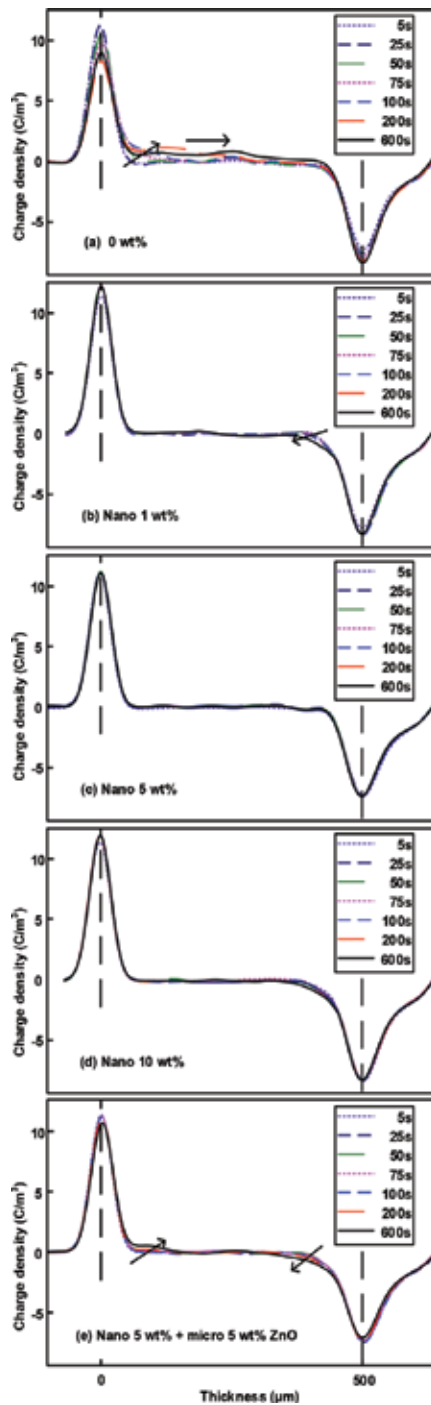 Charge density (C/m³)
10
5
0
-5
5s
25s
50s
75s
100s
200s
600s
(a) 0 wt%
Charge density (C/m³)
10
5
0
-5
5s
25s
50s
75s
100s
200s
600s
(b) Nano 1 wt%
Charge density (C/m³)
10
5
0
-5
5s
25s
50s
75s
100s
200s
600s
(c) Nano 5 wt%
Charge density (C/m³)
10
5
0
-5
5s
25s
50s
75s
100s
200s
600s
(d) Nano 10 wt%
Charge density (C/m³)
10
5
0
-5
5s
25s
50s
75s
100s
200s
600s
(e) Nano 5 wt% + micro 5 wt% ZnO
0
500
Thickness (µm)